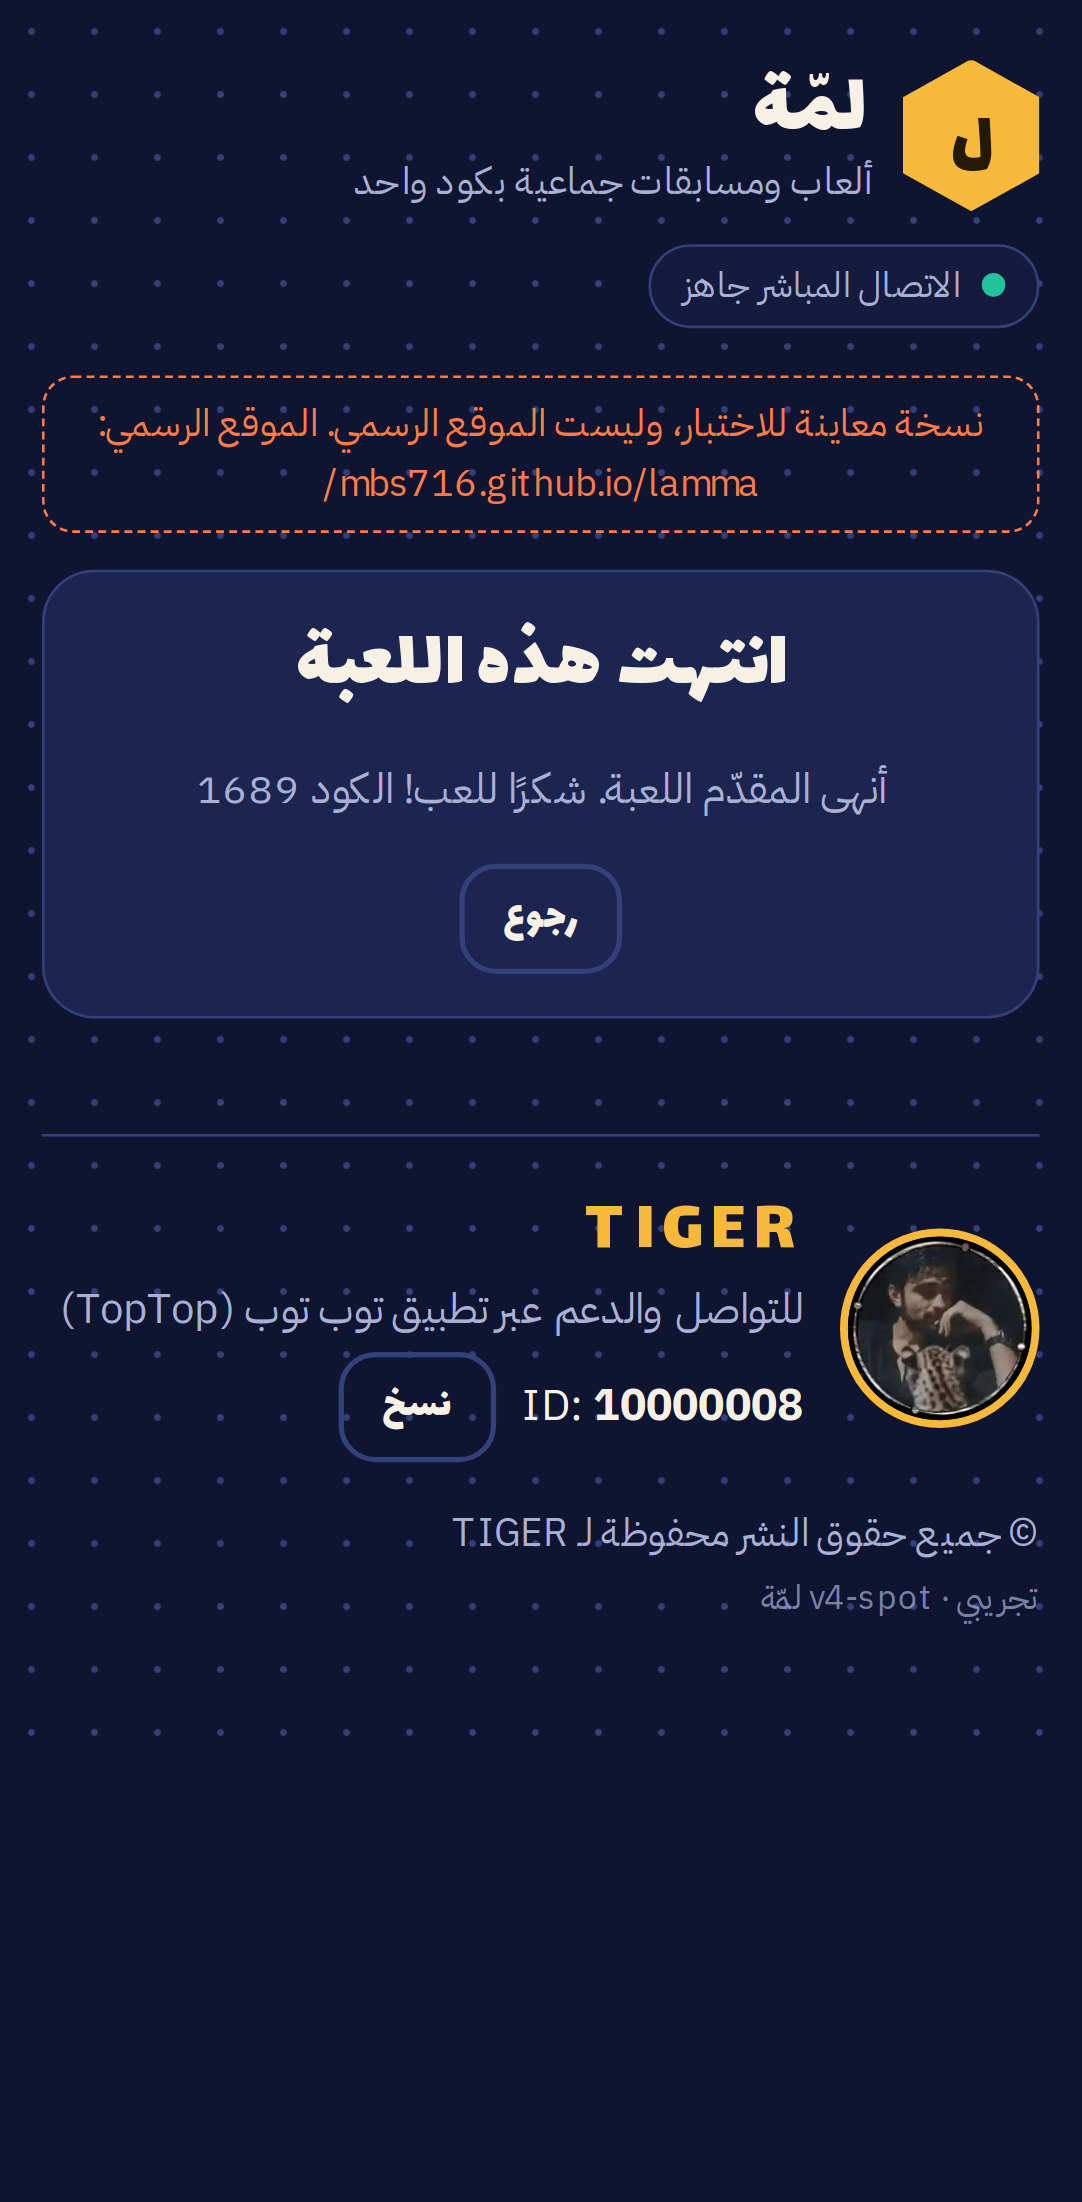 ل
لمّة
ألعاب ومسابقات جماعية بكود واحد
الاتصال المباشر جاهز
نسخة معاينة للاختبار، وليست الموقع الرسمي. الموقع الرسمي:
mbs716.github.io/lamma/
انتهت هذه اللعبة
أنهى المقدّم اللعبة. شكرًا للعب! الكود 1689
رجوع
TIGER
للتواصل والدعم عبر تطبيق توب توب (TopTop)
ID: 10000008
نسخ
© جميع حقوق النشر محفوظة لـ TIGER
تجريبي · v4-spot لمّة